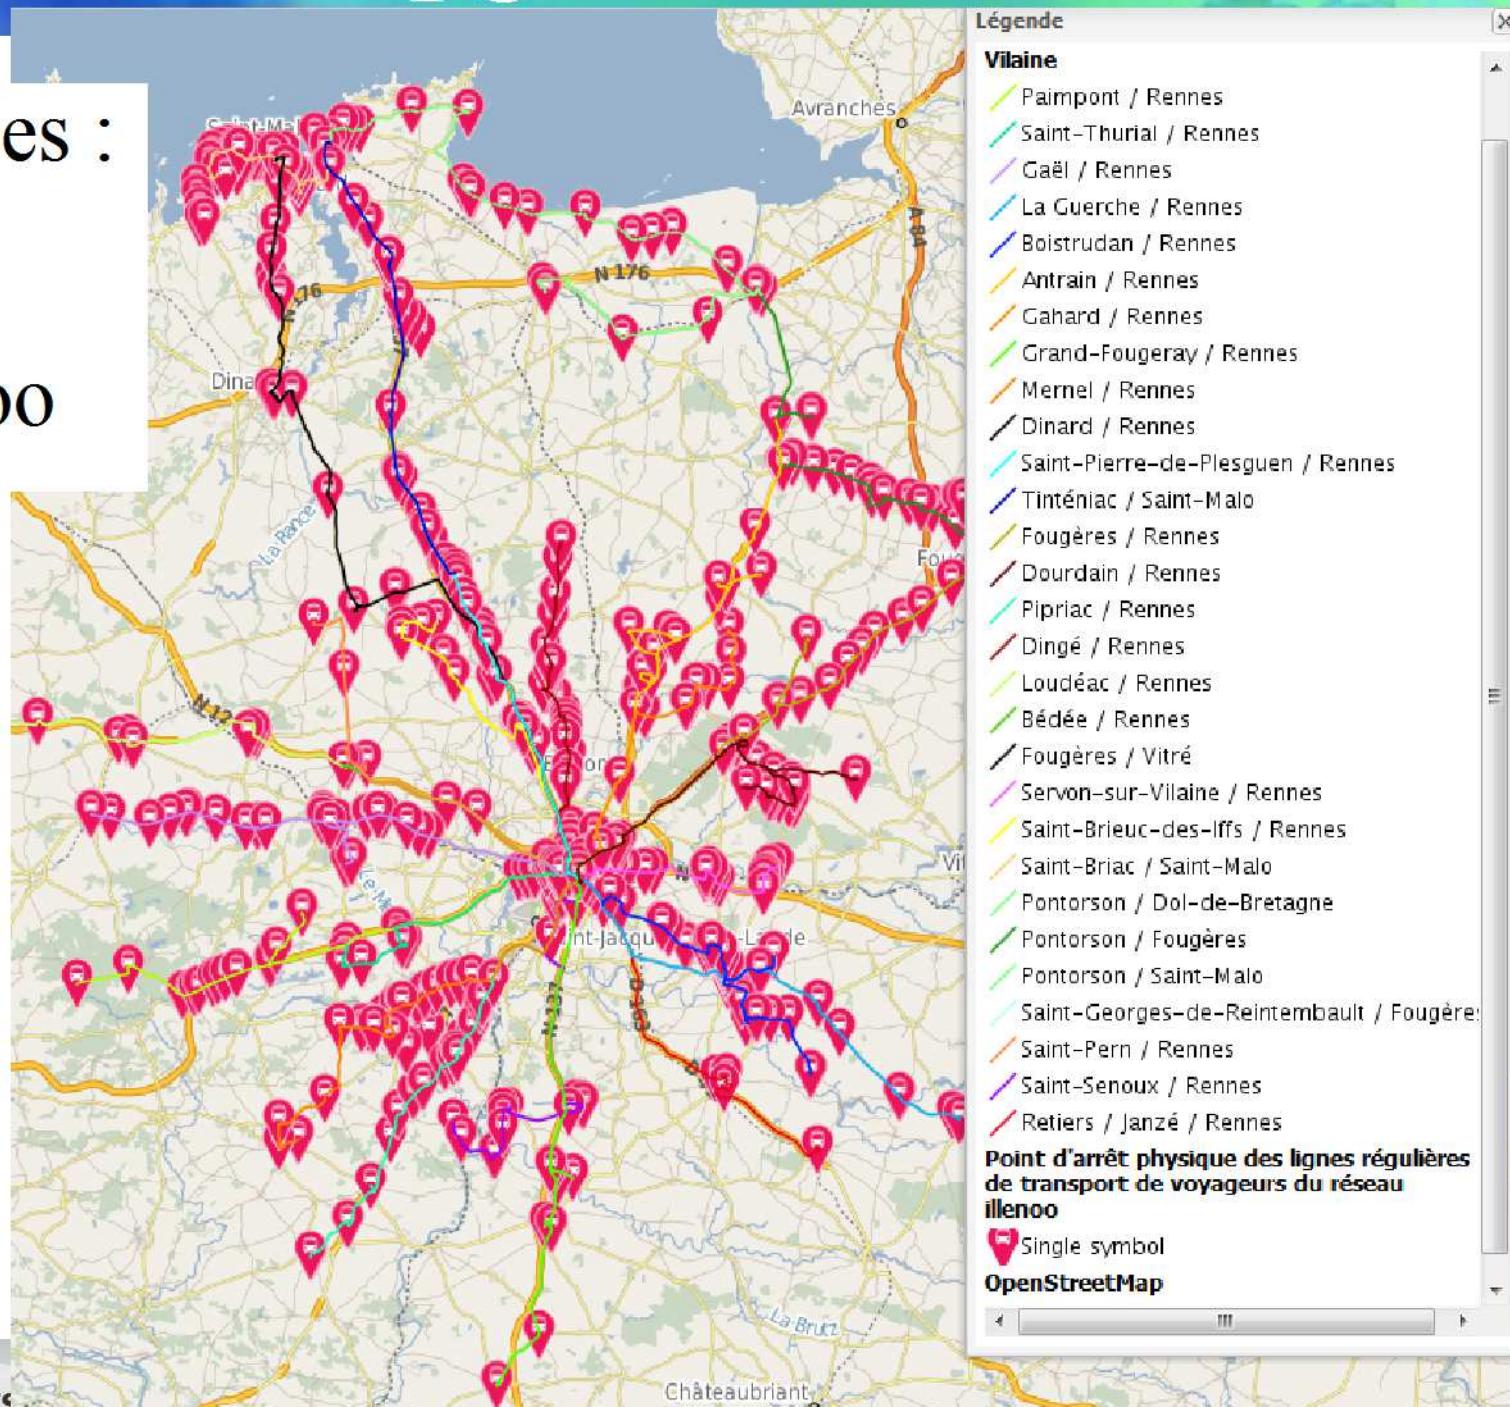 es :
oo
Avranches
A 84
N 176
Dina
La Rance
N 12
Légende
Vilaine
Paimpont / Rennes
Saint-Thurial / Rennes
Gaël / Rennes
La Guerche / Rennes
Boistrudan / Rennes
Antrain / Rennes
Gahard / Rennes
Grand-Fougeray / Rennes
Mernel / Rennes
Dinard / Rennes
Saint-Pierre-de-Plesguen / Rennes
Tinténiac / Saint-Malo
Fougères / Rennes
Dourdain / Rennes
Pipriac / Rennes
Dingé / Rennes
Loudéac / Rennes
Bédée / Rennes
Fougères / Vitré
Servon-sur-Vilaine / Rennes
Saint-Brieuc-des-Iffs / Rennes
Saint-Briac / Saint-Malo
Pontorson / Dol-de-Bretagne
Pontorson / Fougères
Pontorson / Saint-Malo
Saint-Georges-de-Reintembault / Fougère
Saint-Pern / Rennes
Saint-Senoux / Rennes
Retiers / Janzé / Rennes
Point d'arrêt physique des lignes régulières
de transport de voyageurs du réseau
illenoo
Single symbol
OpenStreetMap
La Brutz
Châteaubriant